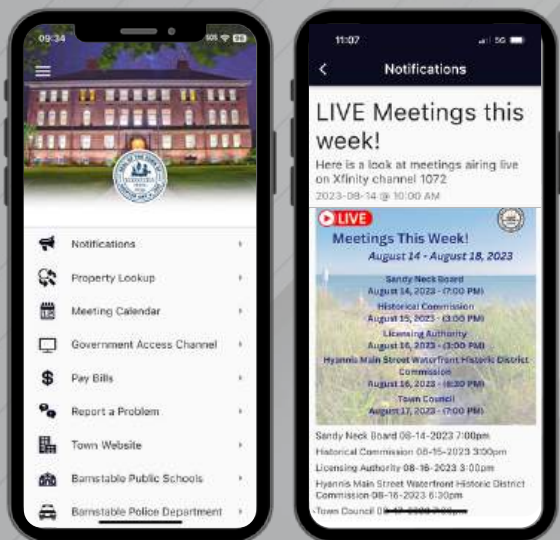 09:34
SOS
Notifications
Property Lookup
Meeting Calendar
Government Access Channel
Pay Bills
Report a Problem
Town Website
Barnstable Public Schools
Barnstable Police Department
11:07
5G
Notifications
LIVE Meetings this
week!
Here is a look at meetings airing live
on Xfinity channel 1072
2023-08-14 @ 10:00 AM
LIVE
Meetings This Week!
August 14 - August 18, 2023
Sandy Neck Board
August 14, 2023 - (7:00 PM)
Historical Commission
August 15, 2023 - (3:00 PM)
Licensing Authority
August 16, 2023 - (3:00 PM)
Hyannis Main Street Waterfront Historic District
Commission
August 16, 2023 - (6:30 PM)
Town Council
August 17, 2023 - (7:00 PM)
Sandy Neck Board 08-14-2023 7:00pm
Historical Commission 08-15-2023 3:00pm
Licensing Authority 08-16-2023 3:00pm
Hyannis Main Street Waterfront Historic District
Commission 08-16-2023 6:30pm
Town Council